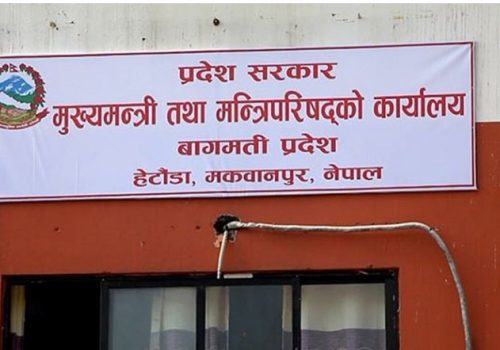 प्रदेश सरकार
मुख्यमन्त्री तथा मन्त्रिपरिषद्को कार्यालय
बागमती प्रदेश
हेटौंडा, मकवानपुर, नेपाल